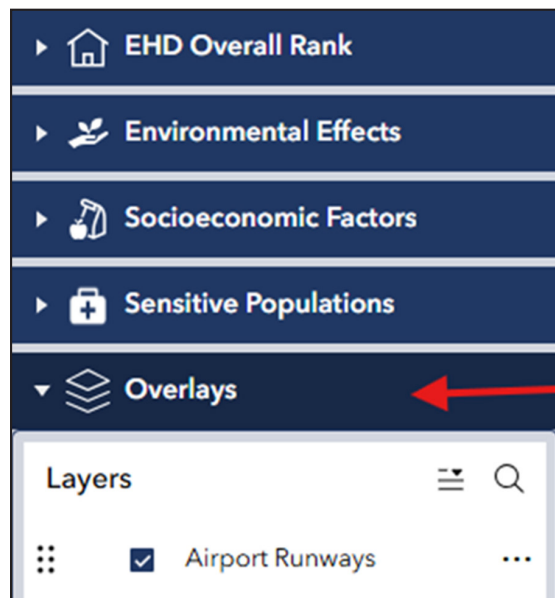 EHD Overall Rank
Environmental Effects
Socioeconomic Factors
Sensitive Populations
Overlays
Layers
Airport Runways